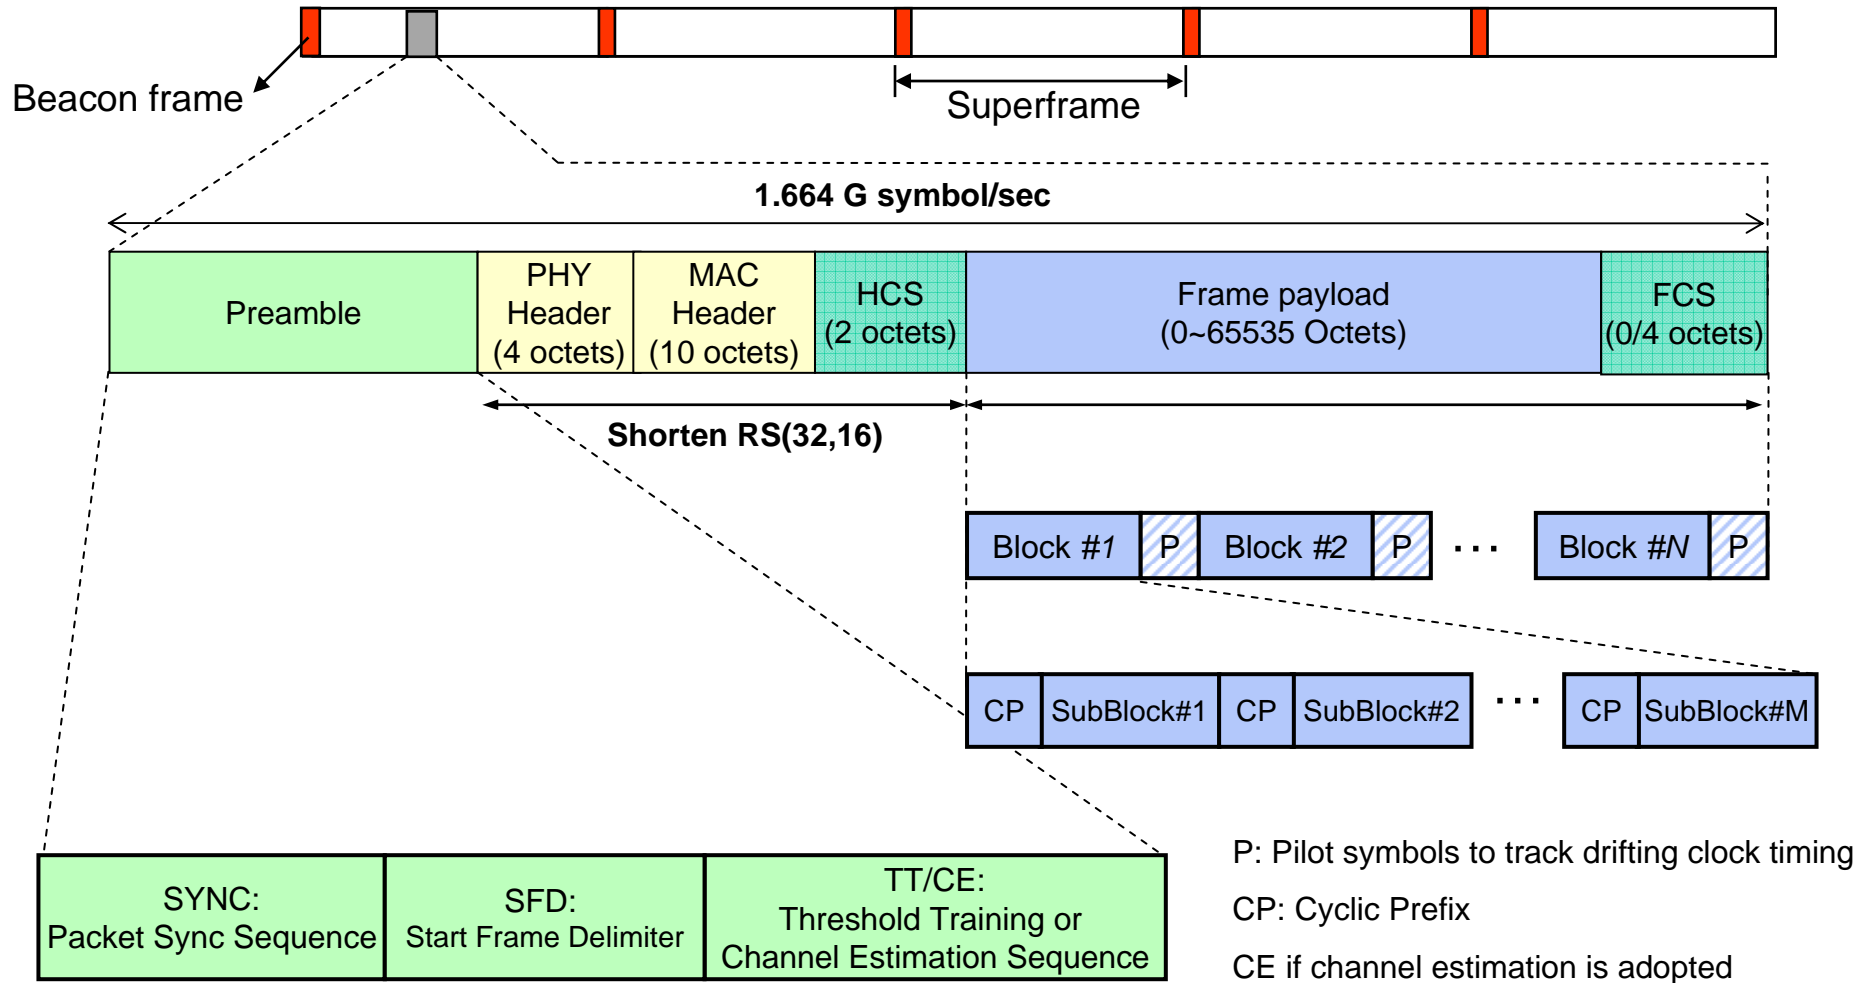 Beacon frame
Superframe
1.664 G symbol/sec
Preamble
PHY
Header
(4 octets)
MAC
Header
(10 octets)
HCS
(2 octets)
Frame payload
(0~65535 Octets)
FCS
(0/4 octets)
Shorten RS(32,16)
Block #1
P
Block #2
P
...
Block #N
P
CP
SubBlock#1
CP
SubBlock#2
...
CP
SubBlock#M
SYNC:
Packet Sync Sequence
SFD:
Start Frame Delimiter
TT/CE:
Threshold Training or
Channel Estimation Sequence
P: Pilot symbols to track drifting clock timing
CP: Cyclic Prefix
CE if channel estimation is adopted